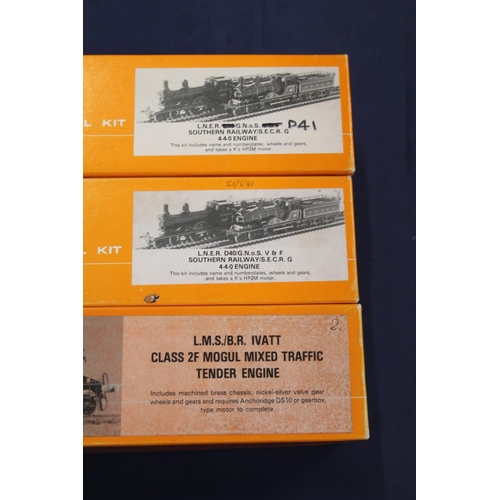 L KIT
L.N.E.R. G.No.S. D41
SOUTHERN RAILWAY/S.E.C.R. G
4-4-0 ENGINE
This kit includes name and numberplates, wheels and gears,
and takes a K's HP2M motor.
KIT
L.N.E.R. D40/G.No.S. V & F
SOUTHERN RAILWAY/S.E.C.R. G
4-4-0 ENGINE
This kit includes name and numberplates, wheels and gears,
and takes a K's HP2M motor.
L.M.S./B.R. IVATT
CLASS 2F MOGUL MIXED TRAFFIC
TENDER ENGINE
Includes machined brass chassis, nickel-silver valve gear
wheels and gears and requires Anchoridge DS10 or gearbox,
type motor to complete.
2.